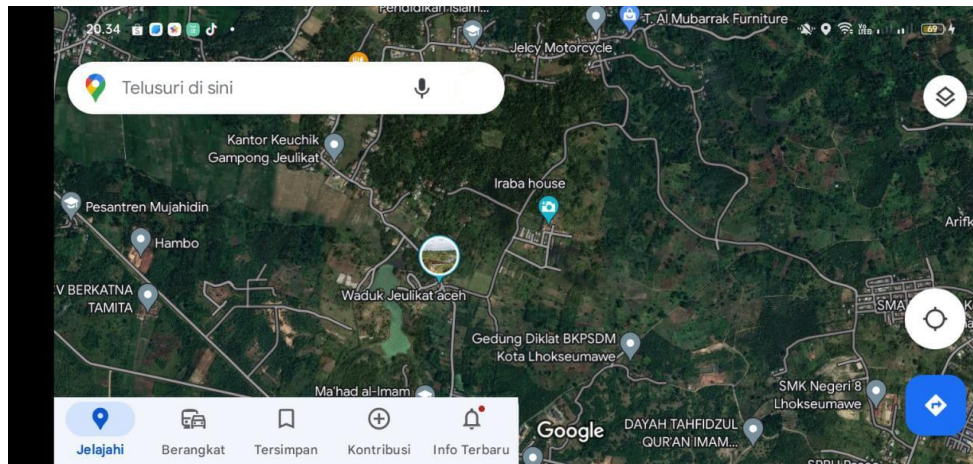 20.34
Pendidikan Islam...
T. Al Mubarrak Furniture
69
Jelcy Motorcycle
Telusuri di sini
Kantor Keuchik
Gampong Jeulikat
Iraba house
Pesantren Mujahidin
Hambo
Arifk
V BERKATNA
TAMITA
Waduk Jeulikat aceh
SMA
Gedung Diklat BKPSDM
Kota Lhokseumawe
Ma'had al-Imam
SMK Negeri 8
Lhokseumawe
DAYAH TAHFIDZUL
QUR'AN IMAM...
Google
Jelajahi
Berangkat
Tersimpan
Kontribusi
Info Terbaru